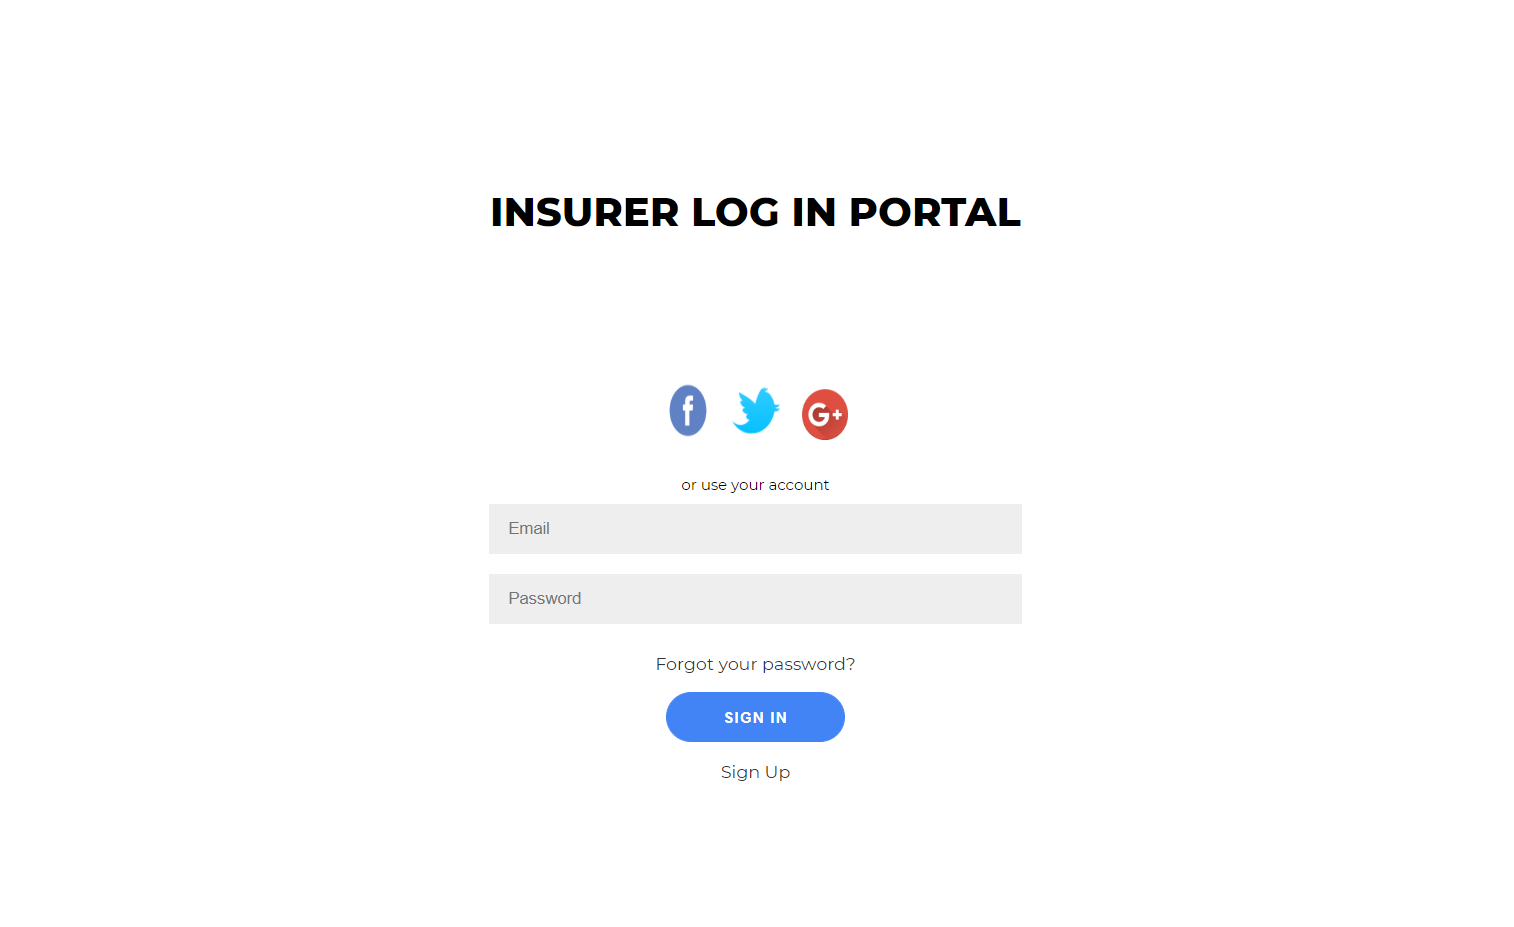 INSURER LOG IN PORTAL
f G+
or use your account
Email
Password
Forgot your password?
SIGN IN
Sign Up